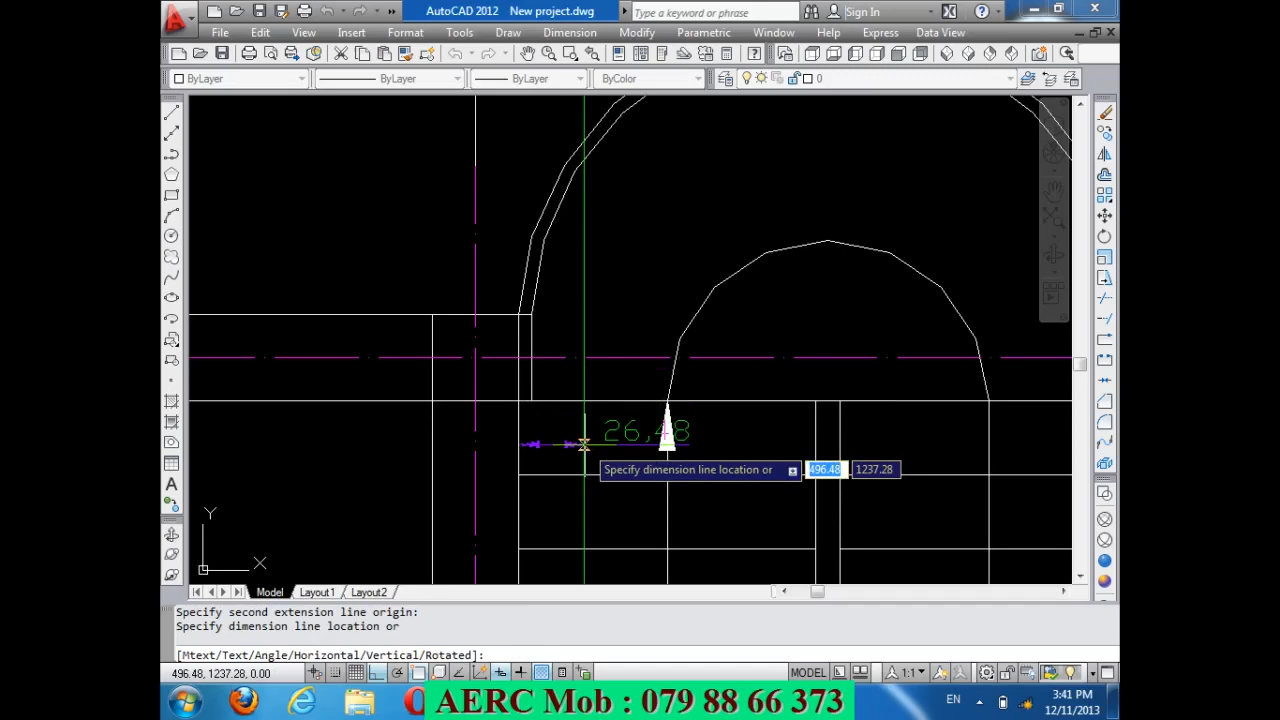 AutoCAD 2012 New project.dwg
Type a keyword or phrase
Sign In
File Edit View Insert Format Tools Draw Dimension Modify Parametric Window Help Express Data View
ByLayer ByLayer ByLayer ByColor 0
26,48
Specify dimension line location or 496.48 1237.28
Y
X
Model Layout1 Layout2
Specify second extension line origin:
Specify dimension line location or
[Mtext/Text/Angle/Horizontal/Vertical/Rotated]:
496.48, 1237.28, 0.00 MODEL 1:1
AERC Mob : 079 88 66 373
EN
3:41 PM
12/11/2013